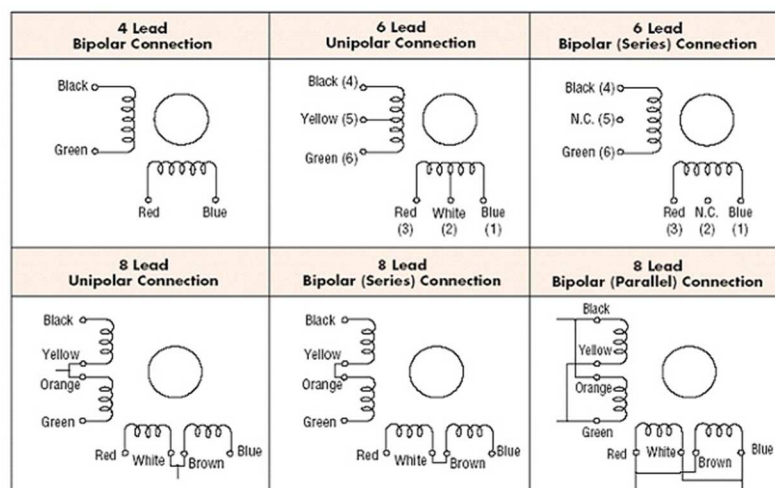 4 Lead
Bipolar Connection
6 Lead
Unipolar Connection
6 Lead
Bipolar (Series) Connection
Black
Green
Red
Blue
Black (4)
Yellow (5)
Green (6)
Red
(3)
White
(2)
Blue
(1)
Black (4)
N.C. (5)
Green (6)
Red
(3)
N.C.
(2)
Blue
(1)
8 Lead
Unipolar Connection
8 Lead
Bipolar (Series) Connection
8 Lead
Bipolar (Parallel) Connection
Black
Yellow
Orange
Green
Red
White
Brown
Blue
Black
Yellow
Orange
Green
Red
White
Brown
Blue
Black
Yellow
Orange
Green
Red
White
Brown
Blue